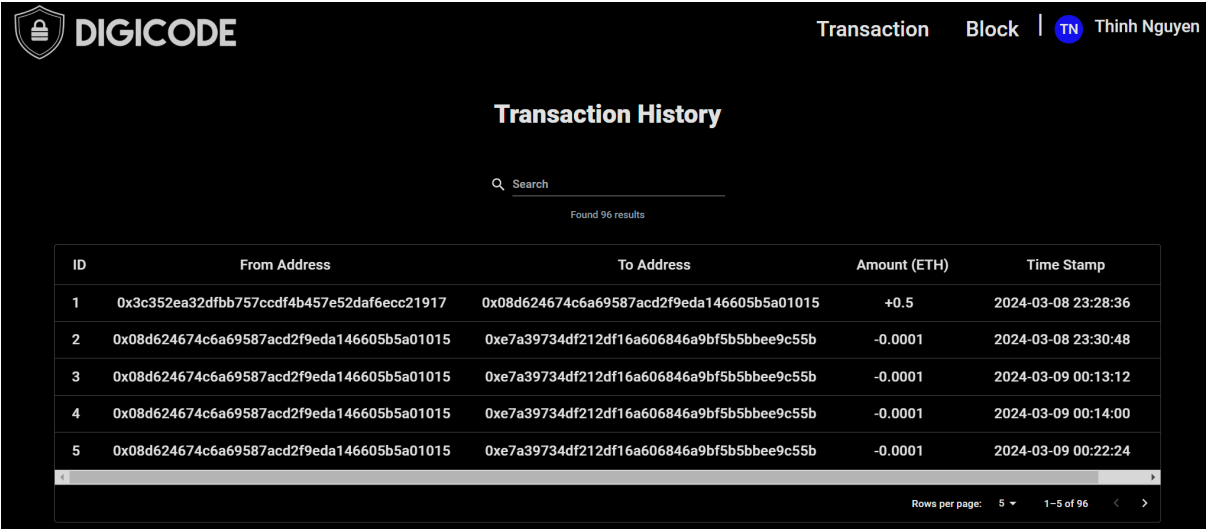 DIGICODE Transaction Block | TN Thinh Nguyen
Transaction History
Search
Found 96 results
ID From Address To Address Amount (ETH) Time Stamp
1 0x3c352ea32dfbb757ccdf4b457e52daf6ecc21917 0x08d624674c6a69587acd2f9eda146605b5a01015 +0.5 2024-03-08 23:28:36
2 0x08d624674c6a69587acd2f9eda146605b5a01015 0xe7a39734df212df16a606846a9bf5b5bbee9c55b -0.0001 2024-03-08 23:30:48
3 0x08d624674c6a69587acd2f9eda146605b5a01015 0xe7a39734df212df16a606846a9bf5b5bbee9c55b -0.0001 2024-03-09 00:13:12
4 0x08d624674c6a69587acd2f9eda146605b5a01015 0xe7a39734df212df16a606846a9bf5b5bbee9c55b -0.0001 2024-03-09 00:14:00
5 0x08d624674c6a69587acd2f9eda146605b5a01015 0xe7a39734df212df16a606846a9bf5b5bbee9c55b -0.0001 2024-03-09 00:22:24
Rows per page: 5 1–5 of 96